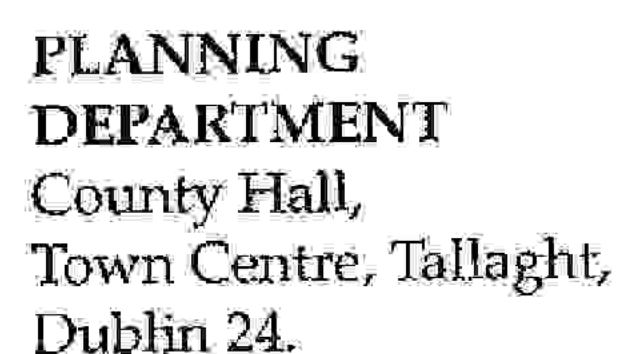 PLANNING
DEPARTMENT
County Hall,
Town Centre, Tallaght,
Dublin 24.